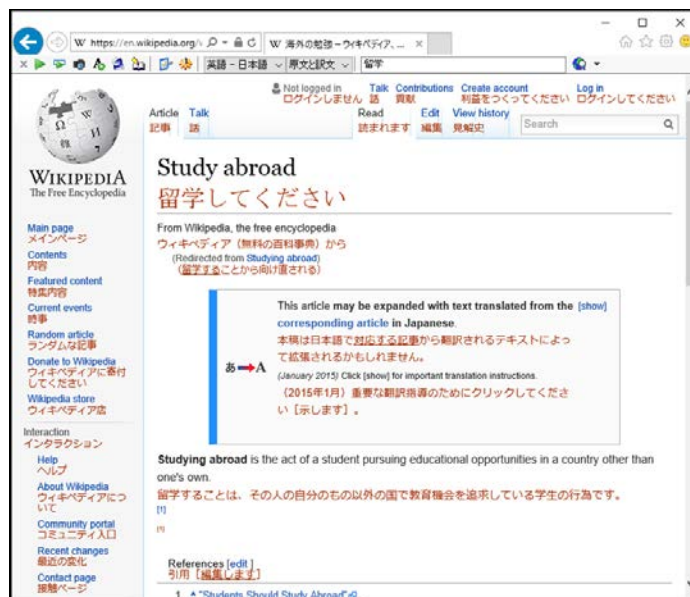 https://en.wikipedia.org/
W 海外の勉強 – ウィキペディア、...
英語 - 日本語
原文と訳文
留学
Not logged in Talk Contributions Create account Log in
ログインしません 話 貢献 利益をつくってください ログインしてください
Article Talk Read Edit View history
記事 話 読まれます 編集 見解史
Search
WIKIPEDIA
The Free Encyclopedia
Main page
メインページ
Contents
内容
Featured content
特集内容
Current events
時事
Random article
ランダムな記事
Donate to Wikipedia
ウィキペディアに寄付
してください
Wikipedia store
ウィキペディア店
Interaction
インタラクション
Help
ヘルプ
About Wikipedia
ウィキペディアにつ
いて
Community portal
コミュニティ入口
Recent changes
最近の変化
Contact page
接触ページ
Study abroad
留学してください
From Wikipedia, the free encyclopedia
ウィキペディア（無料の百科事典）から
(Redirected from Studying abroad)
（留学することから向け直される）
あ A
This article may be expanded with text translated from the [show]
corresponding article in Japanese.
本稿は日本語で対応する記事から翻訳されるテキストによっ
て拡張されるかもしれません。
(January 2015) Click [show] for important translation instructions.
（2015年1月）重要な翻訳指導のためにクリックしてくださ
い［示します］。
Studying abroad is the act of a student pursuing educational opportunities in a country other than
one's own.
留学することは、その人の自分のもの以外の国で教育機会を追求している学生の行為です。
[1]
[1]
References [edit]
引用［編集します］
1. ^ "Students Should Study Abroad"